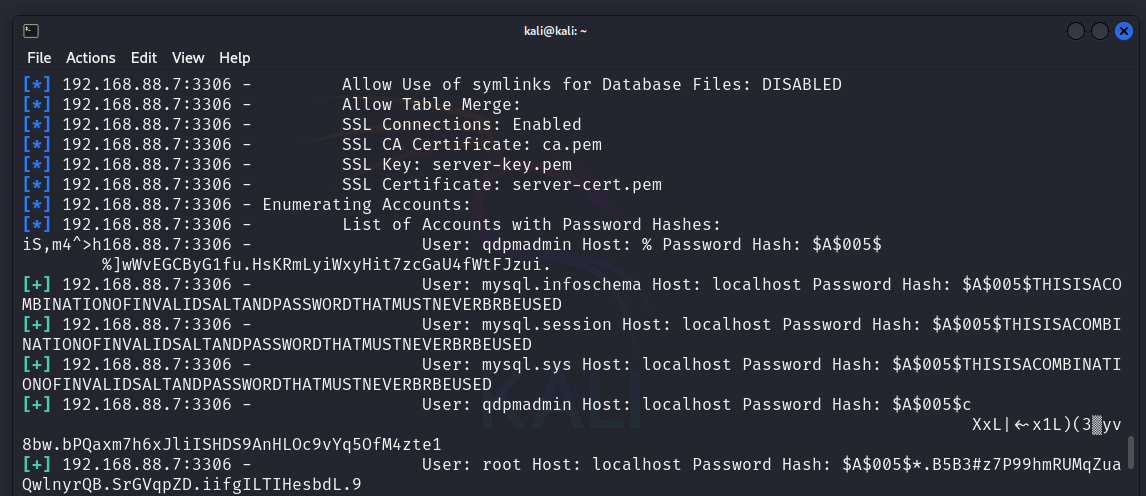 kali@kali: ~
File Actions Edit View Help
[*] 192.168.88.7:3306 - Allow Use of symlinks for Database Files: DISABLED
[*] 192.168.88.7:3306 - Allow Table Merge:
[*] 192.168.88.7:3306 - SSL Connections: Enabled
[*] 192.168.88.7:3306 - SSL CA Certificate: ca.pem
[*] 192.168.88.7:3306 - SSL Key: server-key.pem
[*] 192.168.88.7:3306 - SSL Certificate: server-cert.pem
[*] 192.168.88.7:3306 - Enumerating Accounts:
[*] 192.168.88.7:3306 - List of Accounts with Password Hashes:
iS,m4^>h168.88.7:3306 - User: qdpmadmin Host: % Password Hash: $A$005$
%]wWvEGCByG1fu.HsKRmLyiWxyHit7zcGaU4fWtFJzui.
[+] 192.168.88.7:3306 - User: mysql.infoschema Host: localhost Password Hash: $A$005$THISISACO
MBINATIONOFINVALIDSALTANDPASSWORDTHATMUSTNEVERBRBEUSED
[+] 192.168.88.7:3306 - User: mysql.session Host: localhost Password Hash: $A$005$THISISACOMBI
NATIONOFINVALIDSALTANDPASSWORDTHATMUSTNEVERBRBEUSED
[+] 192.168.88.7:3306 - User: mysql.sys Host: localhost Password Hash: $A$005$THISISACOMBINATI
ONOFINVALIDSALTANDPASSWORDTHATMUSTNEVERBRBEUSED
[+] 192.168.88.7:3306 - User: qdpmadmin Host: localhost Password Hash: $A$005$c
XxL|←x1L)(3▒yv
8bw.bPQaxm7h6xJliISHDS9AnHLOc9vYq5OfM4zte1
[+] 192.168.88.7:3306 - User: root Host: localhost Password Hash: $A$005$*.B5B3#z7P99hmRUMqZua
QwlnyrQB.SrGVqpZD.iifgILTIHesbdL.9
KALI